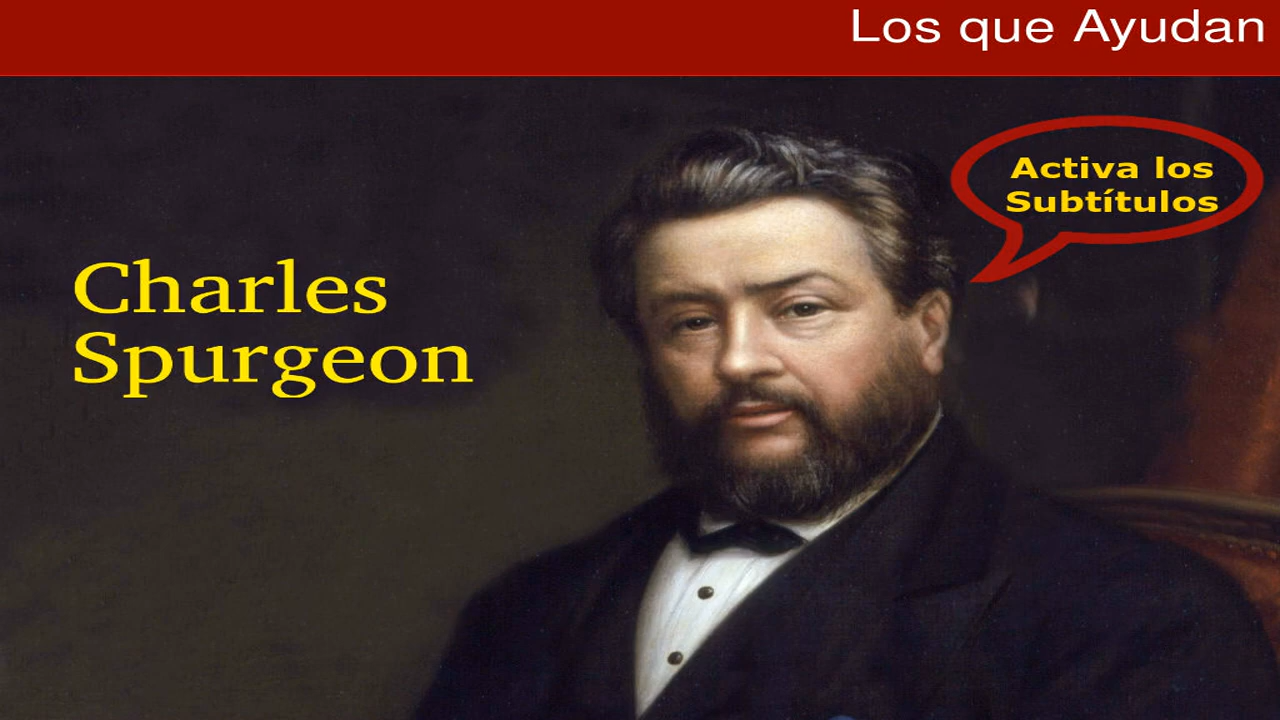 Los que Ayudan
Activa los
Subtítulos
Charles
Spurgeon